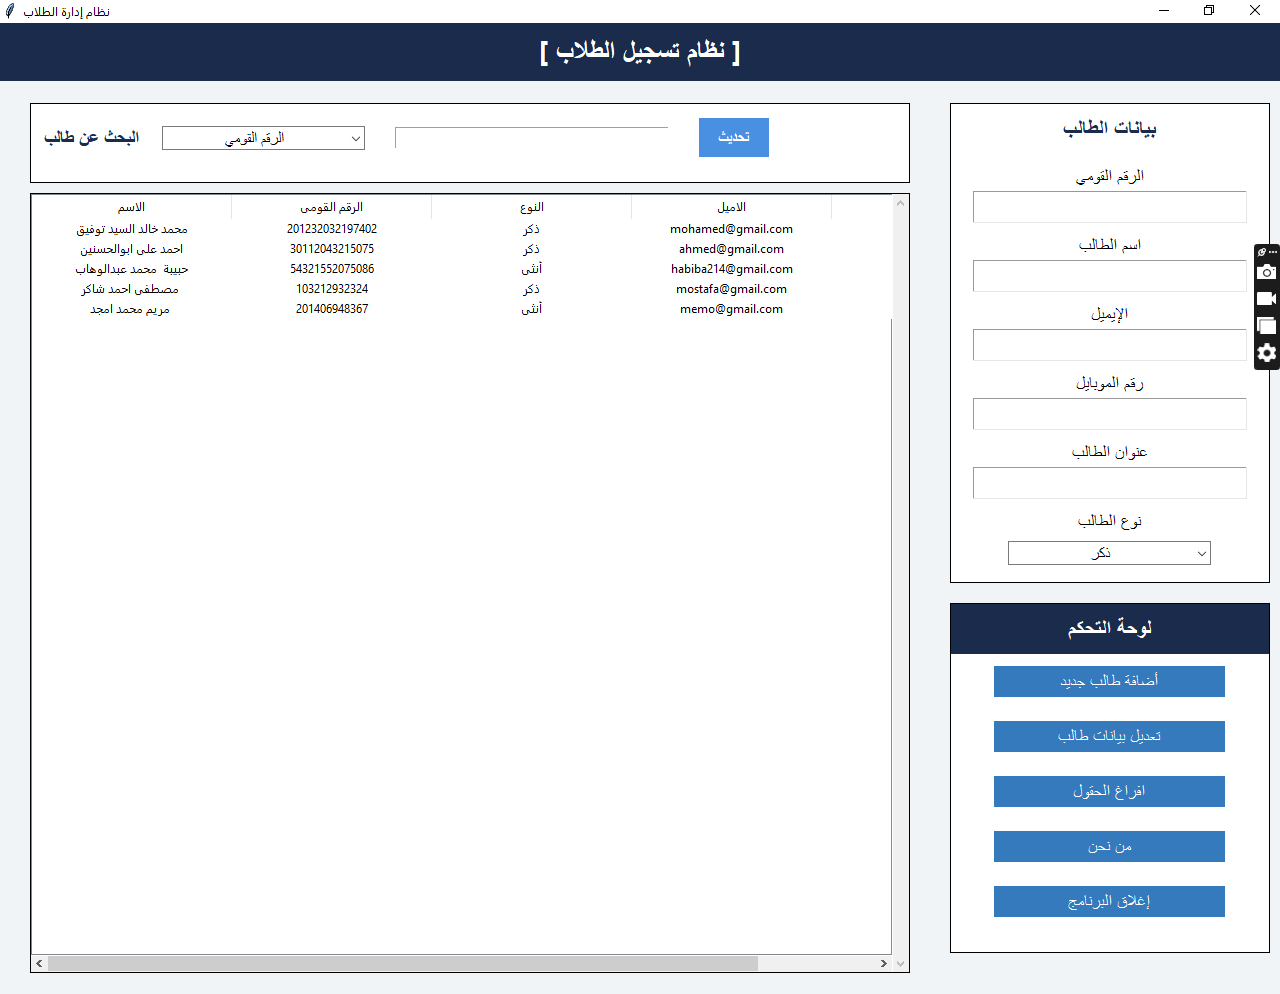 نظام إدارة الطلاب
[ نظام تسجيل الطلاب ]
البحث عن طالب
الرقم القومي
تحديث
الاسم الرقم القومى النوع الاميل
محمد خالد السيد توفيق 201232032197402 ذكر mohamed@gmail.com
احمد على ابوالحسنين 30112043215075 ذكر ahmed@gmail.com
حبيبة محمد عبدالوهاب 54321552075086 أنثى habiba214@gmail.com
مصطفى احمد شاكر 103212932324 ذكر mostafa@gmail.com
مريم محمد امجد 201406948367 أنثى memo@gmail.com
بيانات الطالب
الرقم القومي
اسم الطالب
الإيميل
رقم الموبايل
عنوان الطالب
نوع الطالب
ذكر
لوحة التحكم
أضافة طالب جديد
تعديل بيانات طالب
افراغ الحقول
من نحن
إغلاق البرنامج